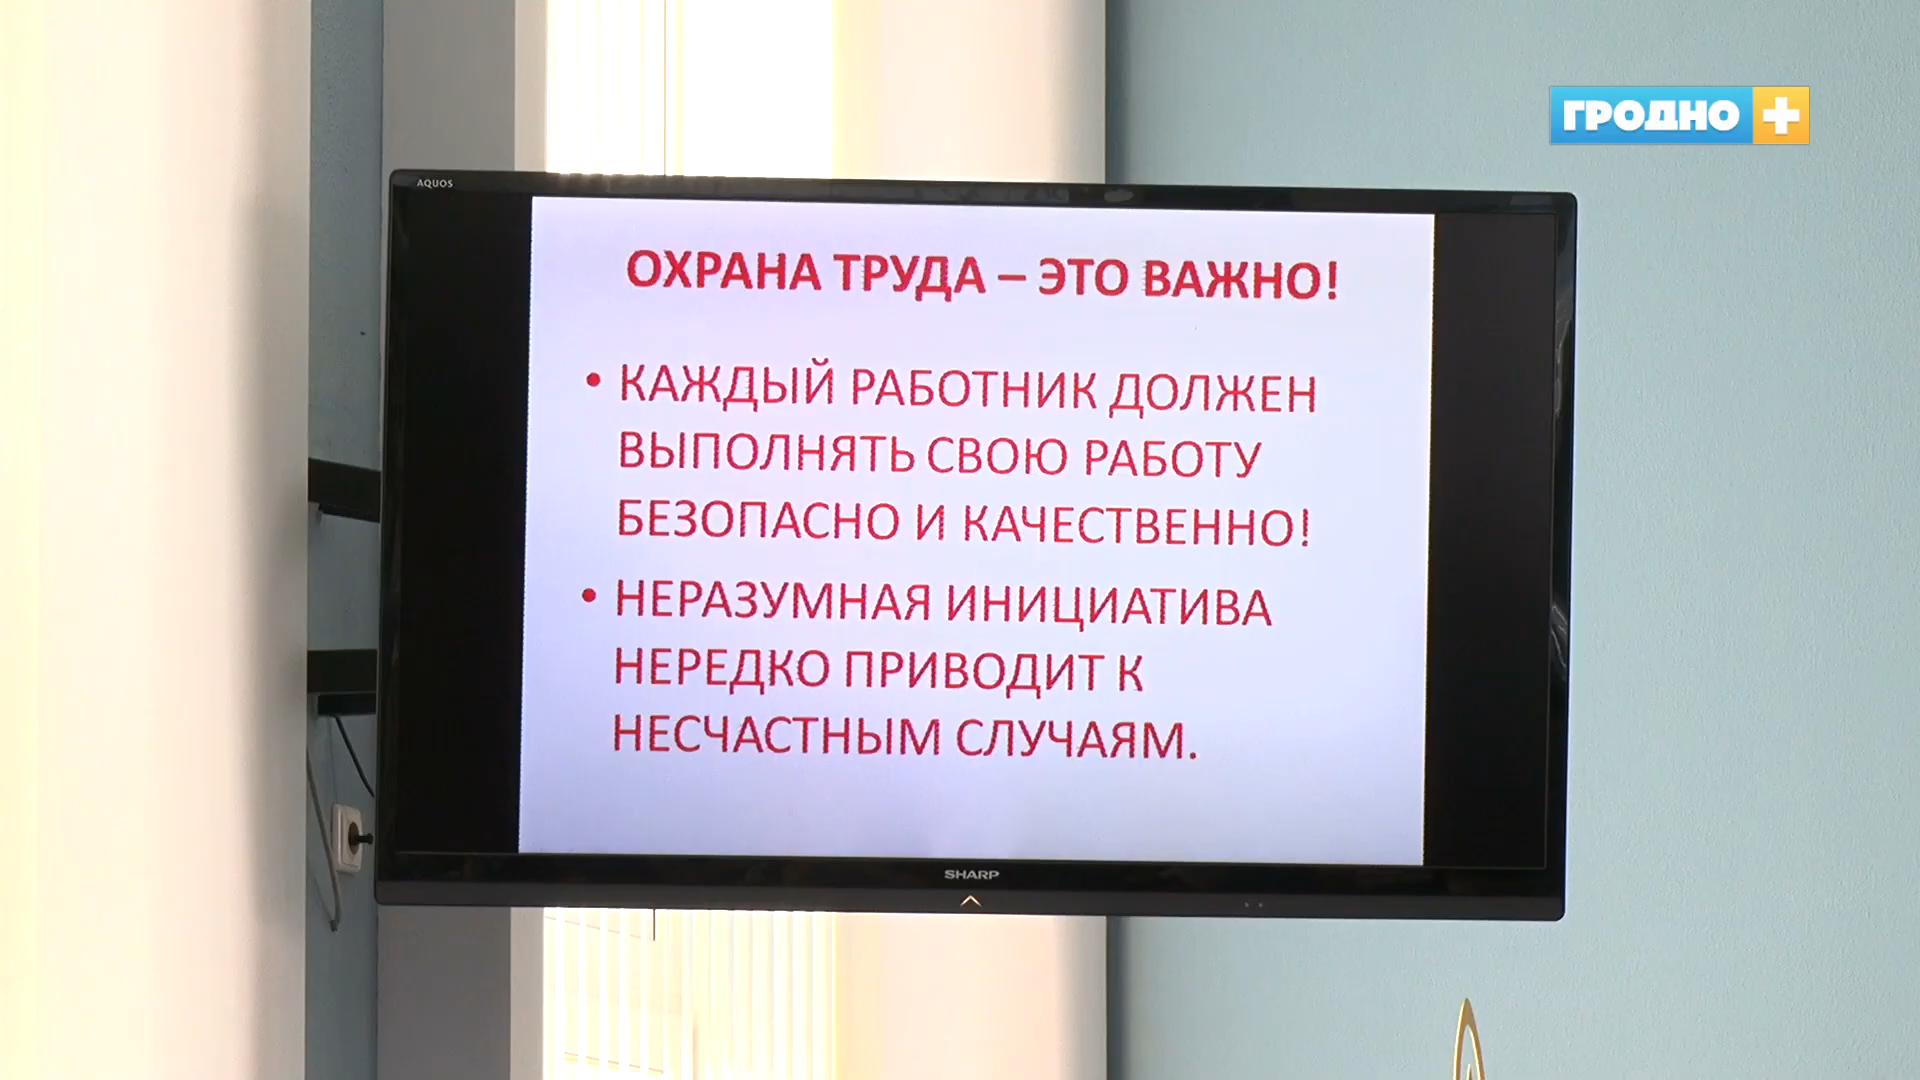 ГРОДНО +
AQUOS
ОХРАНА ТРУДА – ЭТО ВАЖНО!
• КАЖДЫЙ РАБОТНИК ДОЛЖЕН
ВЫПОЛНЯТЬ СВОЮ РАБОТУ
БЕЗОПАСНО И КАЧЕСТВЕННО!
• НЕРАЗУМНАЯ ИНИЦИАТИВА
НЕРЕДКО ПРИВОДИТ К
НЕСЧАСТНЫМ СЛУЧАЯМ.
SHARP